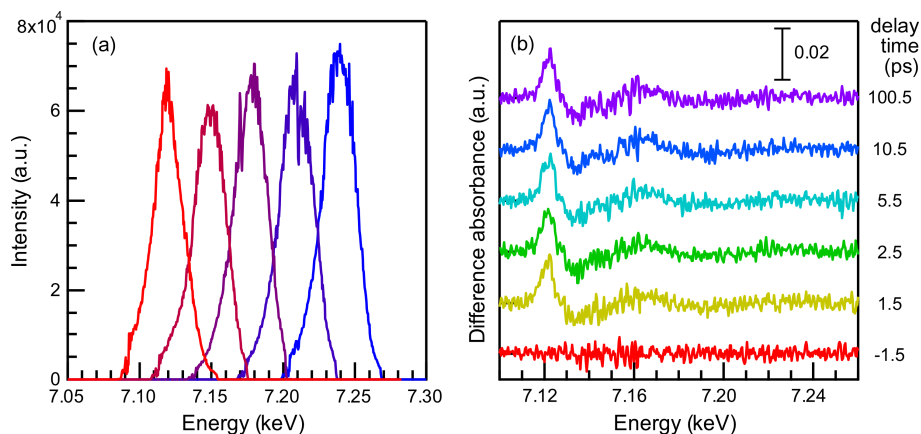 8x10⁴
6
4
2
0
Intensity (a.u.)
(a)
7.05 7.10 7.15 7.20 7.25 7.30
Energy (keV)
(b)
0.02
delay
time
(ps)
100.5
10.5
5.5
2.5
1.5
-1.5
Difference absorbance (a.u.)
7.12 7.16 7.20 7.24
Energy (keV)